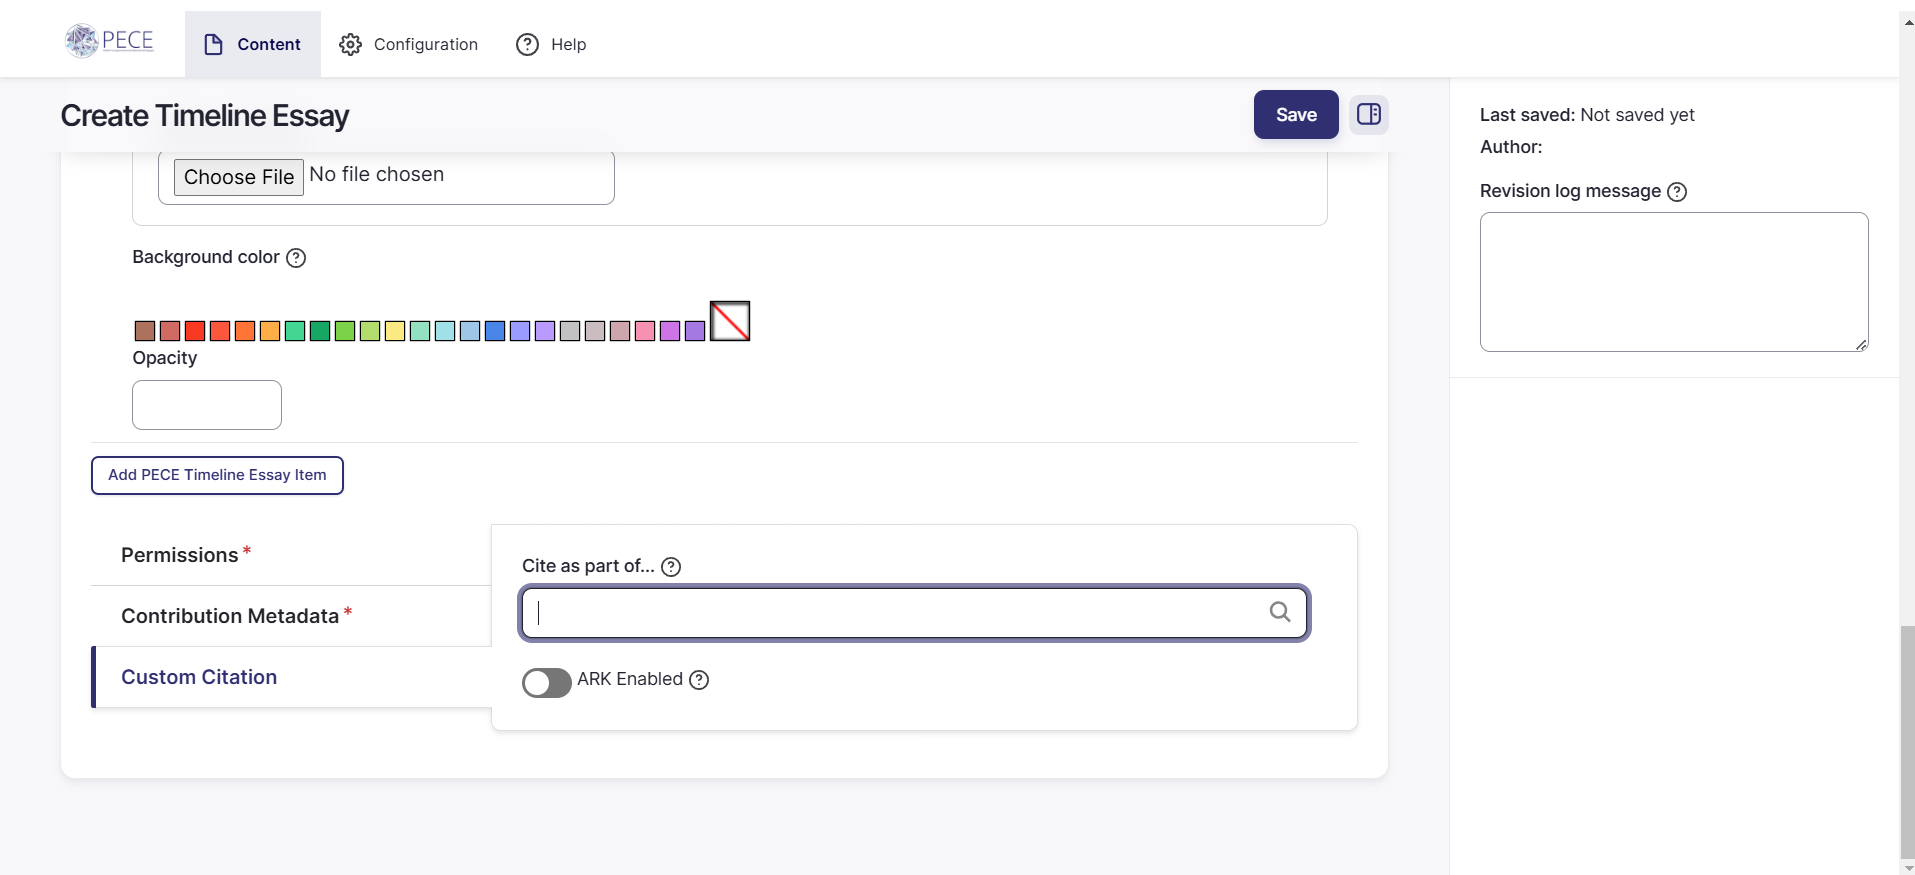 PECE
Content
Configuration
Help
Create Timeline Essay
Save
Last saved: Not saved yet
Author:
Revision log message
Choose File No file chosen
Background color
Opacity
Add PECE Timeline Essay Item
Permissions*
Contribution Metadata*
Custom Citation
Cite as part of...
ARK Enabled